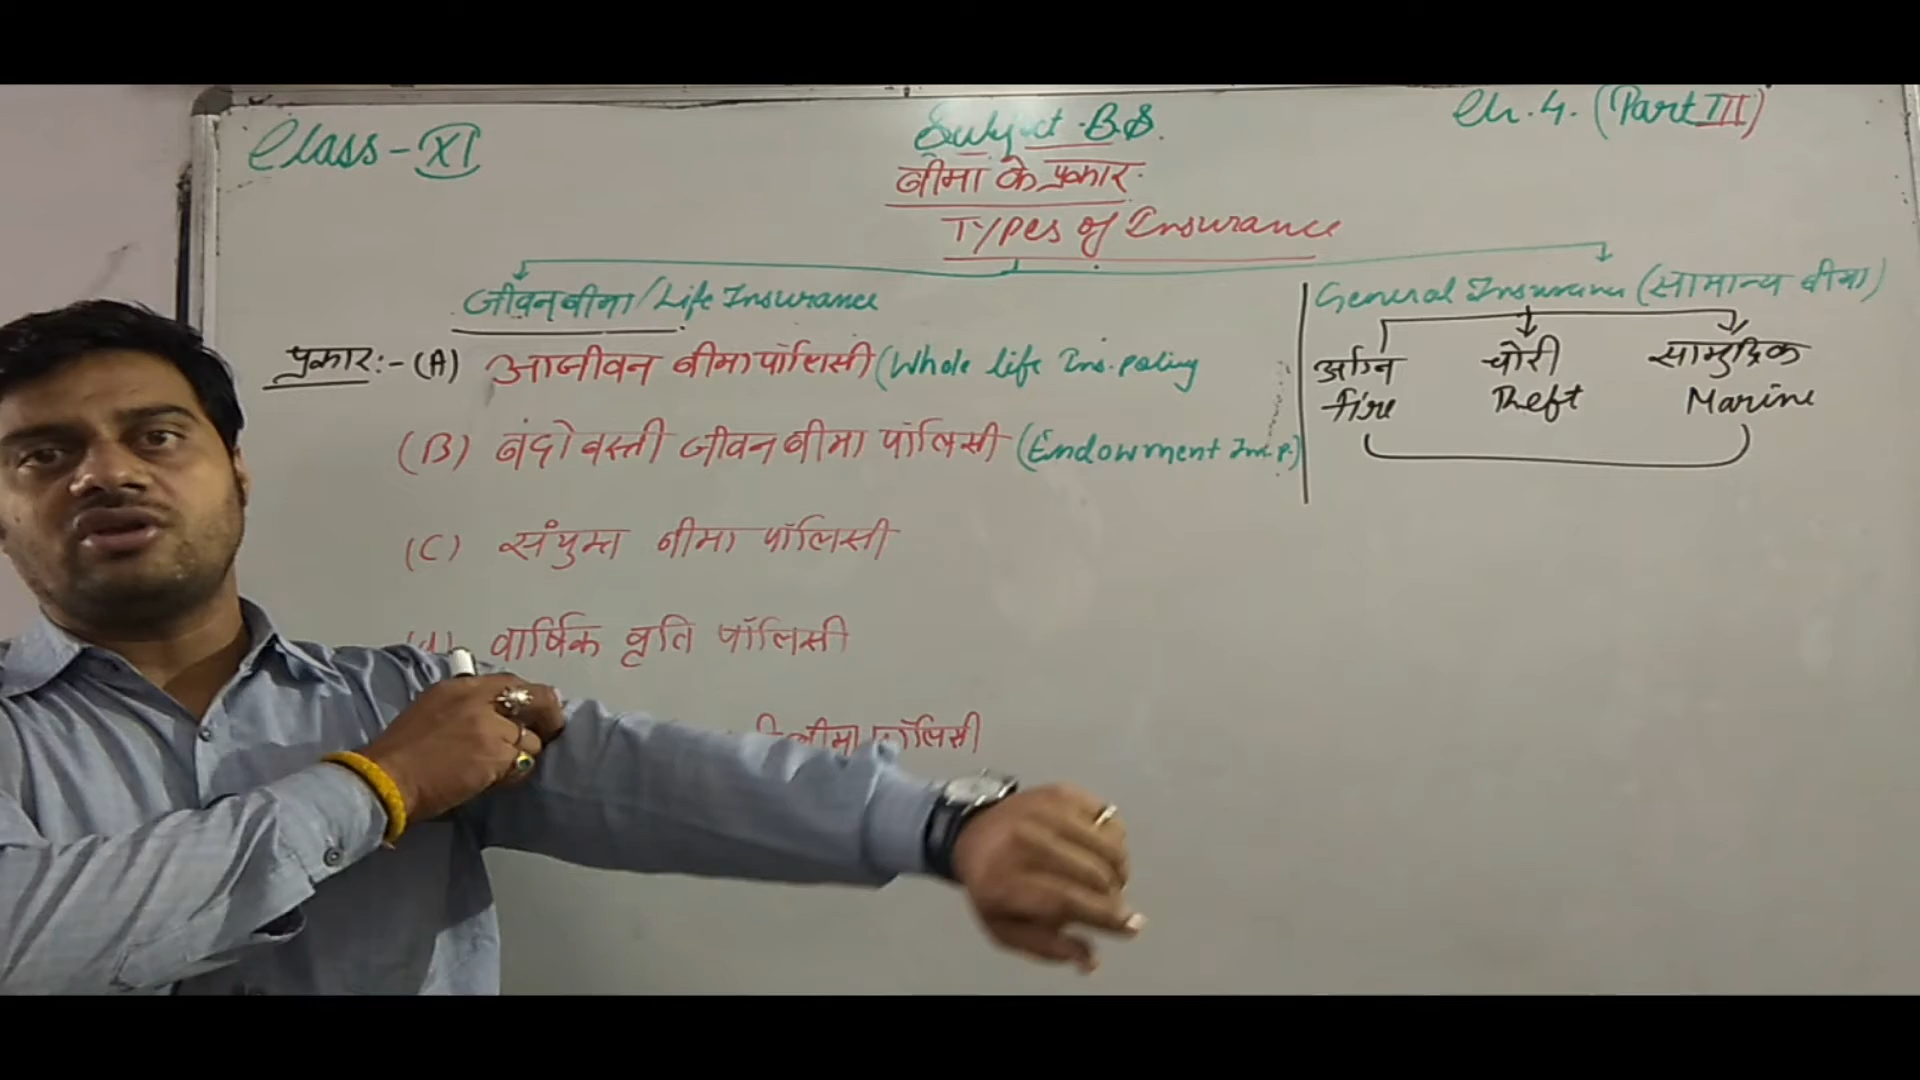 Class-XI
Subject-B.S.
Ch.4. (Part III)
बीमा के प्रकार
Types of Insurance
जीवन बीमा/Life Insurance
General Insurance (सामान्य बीमा)
प्रकार:- (A) आजीवन बीमा पॉलिसी (Whole life Ins. policy
अग्नि चोरी सामुद्रिक
fire Theft Marine
(B) बंदोबस्ती जीवन बीमा पॉलिसी (Endowment Ins. p.)
(C) संयुक्त बीमा पॉलिसी
वार्षिक वृति पॉलिसी
बीमा पॉलिसी